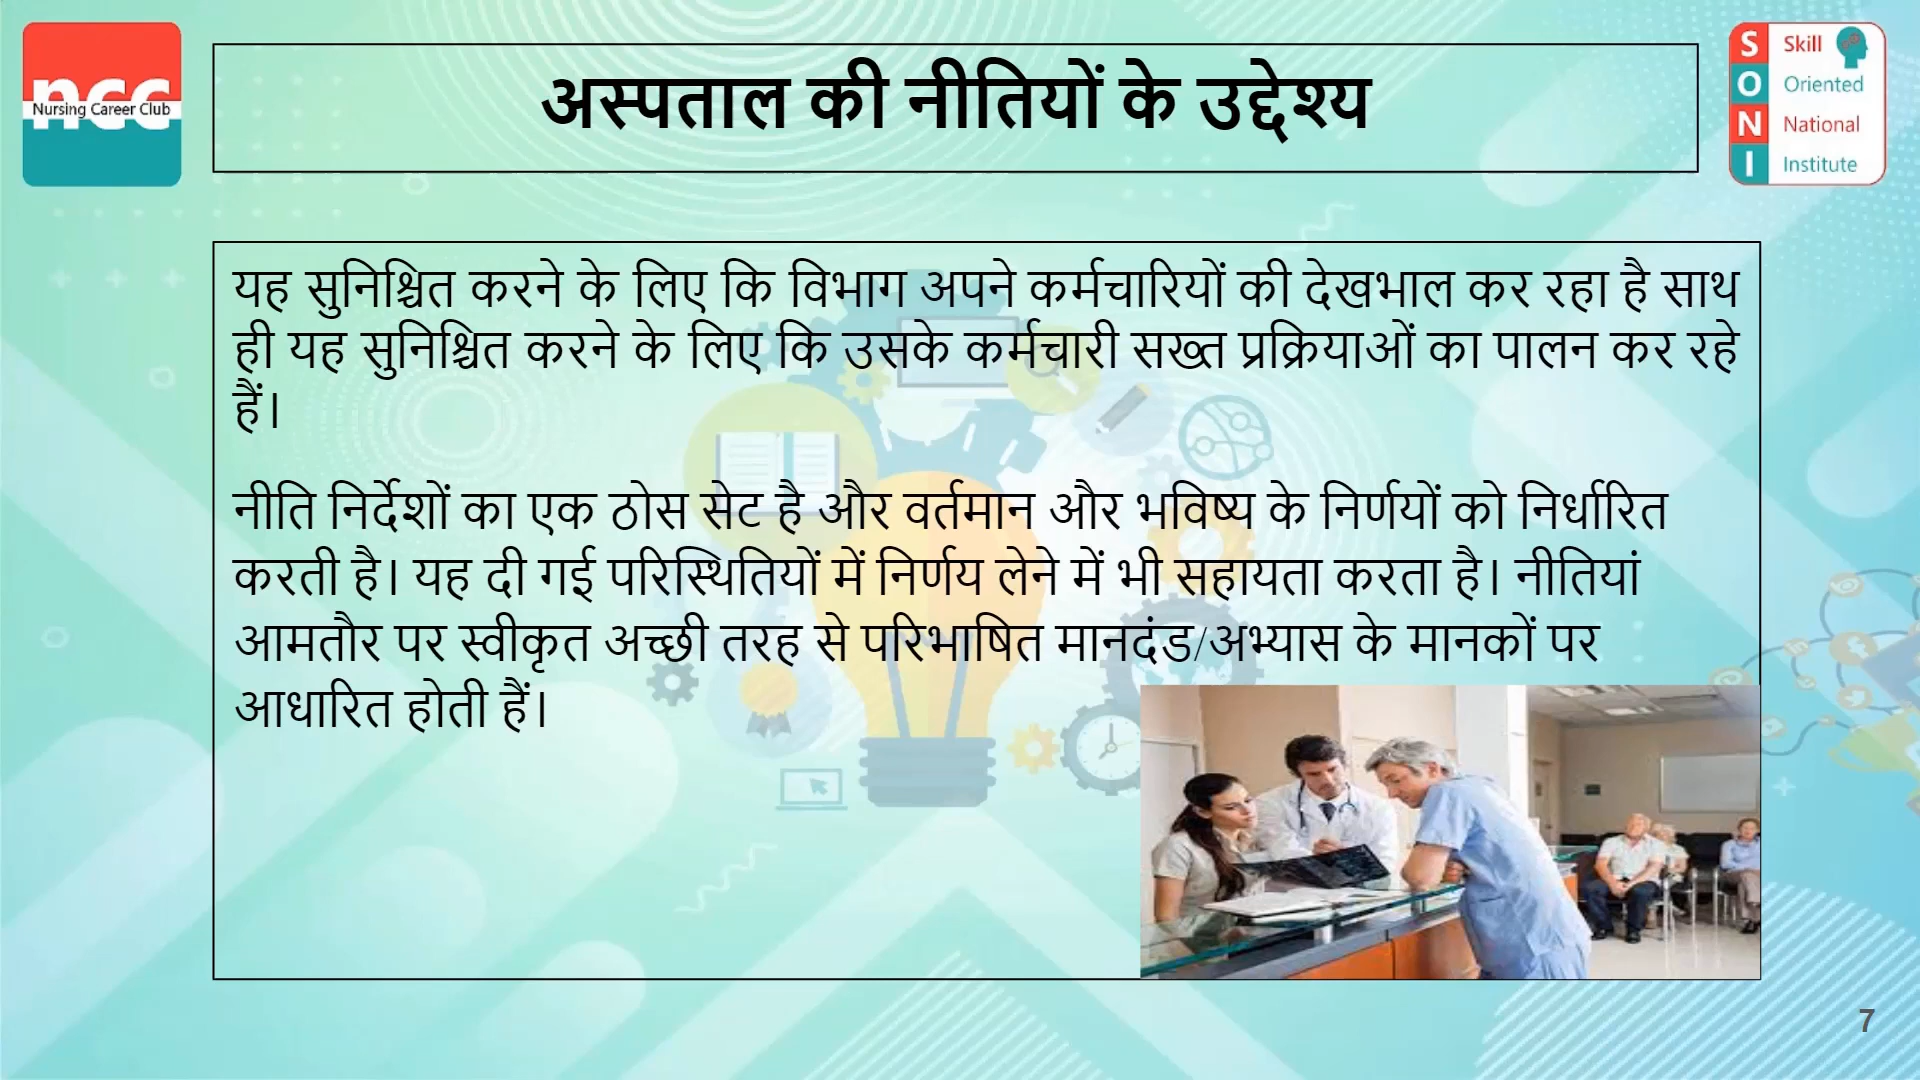 ncc
Nursing Career Club
अस्पताल की नीतियों के उद्देश्य
S Skill
O Oriented
N National
I Institute
यह सुनिश्चित करने के लिए कि विभाग अपने कर्मचारियों की देखभाल कर रहा है साथ
ही यह सुनिश्चित करने के लिए कि उसके कर्मचारी सख्त प्रक्रियाओं का पालन कर रहे
हैं।
नीति निर्देशों का एक ठोस सेट है और वर्तमान और भविष्य के निर्णयों को निर्धारित
करती है। यह दी गई परिस्थितियों में निर्णय लेने में भी सहायता करता है। नीतियां
आमतौर पर स्वीकृत अच्छी तरह से परिभाषित मानदंड/अभ्यास के मानकों पर
आधारित होती हैं।
7